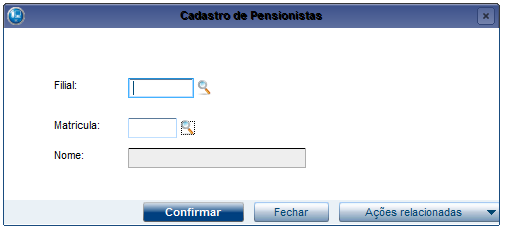 Cadastro de Pensionistas
Filial:
Matricula:
Nome:
Confirmar Fechar Ações relacionadas